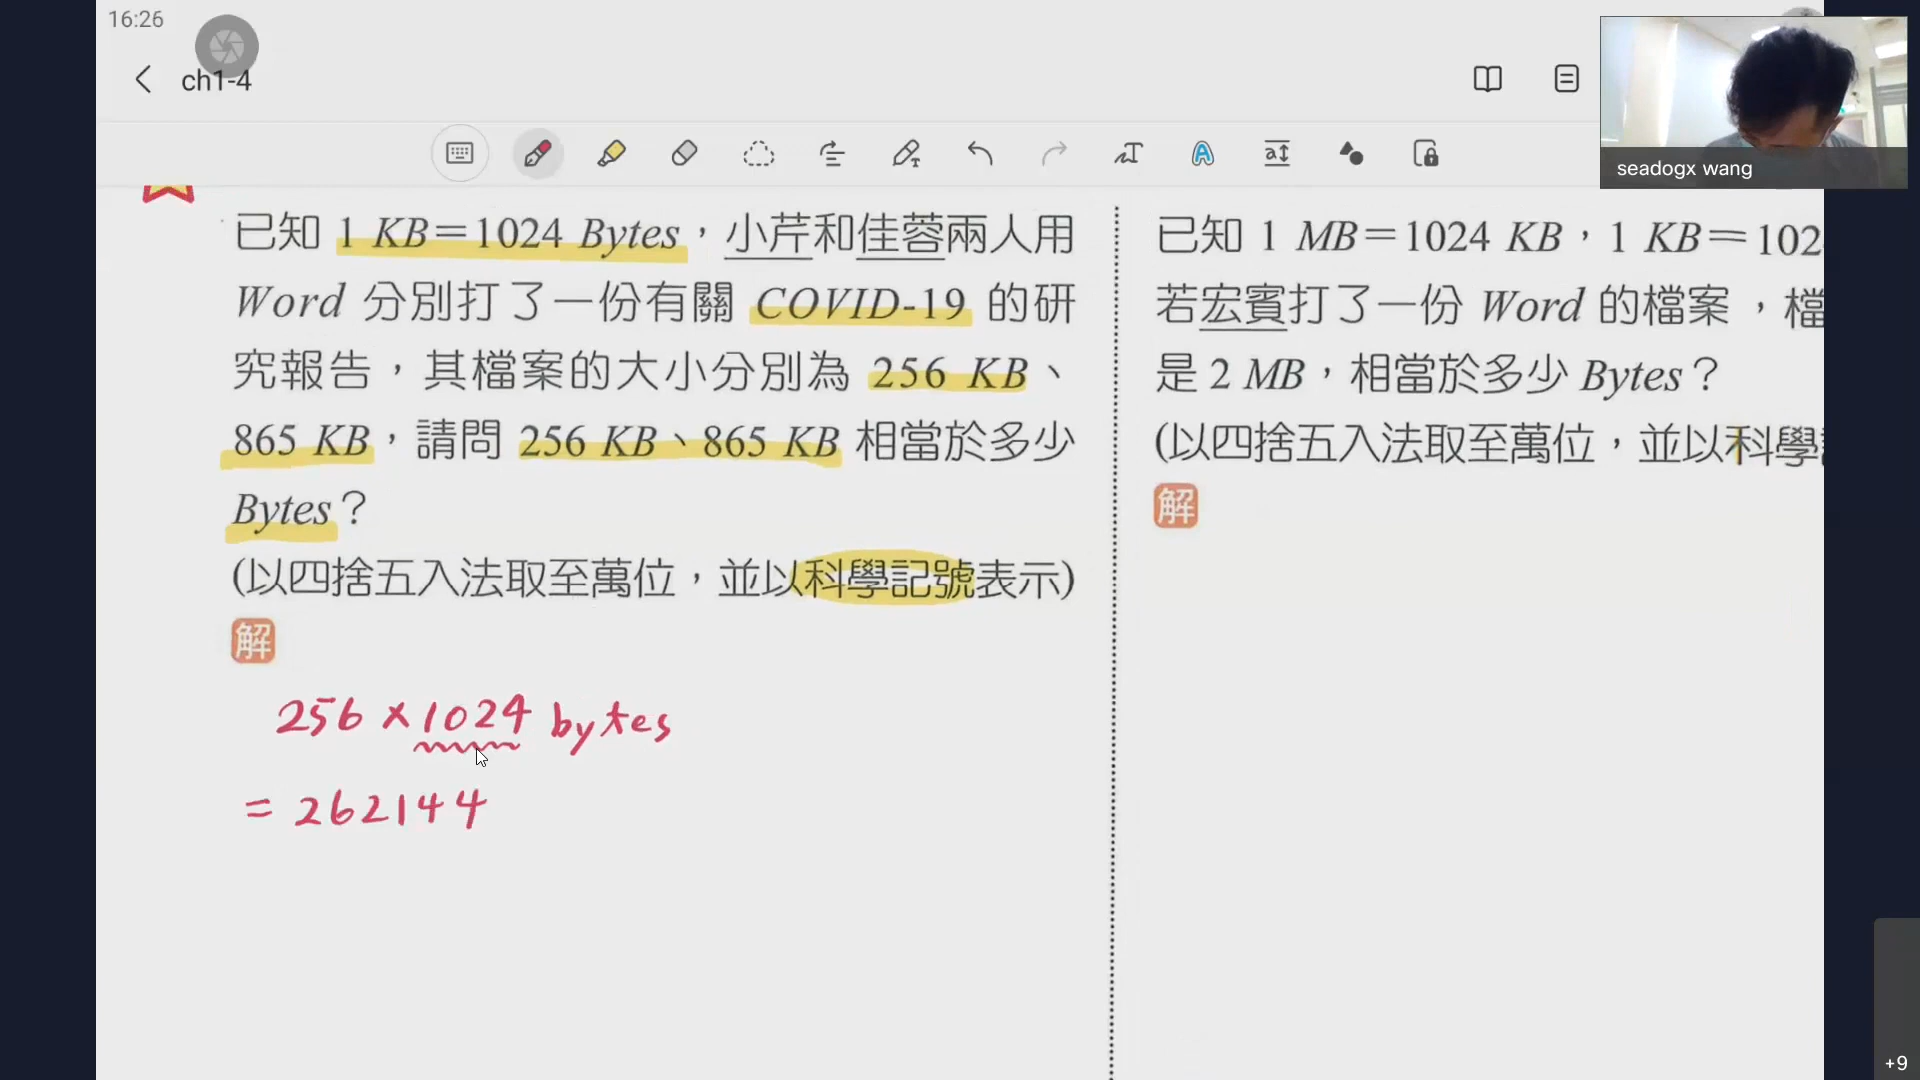 16:26
ch1-4
seadogx wang
已知 1 KB＝1024 Bytes，小芹和佳蓉兩人用
Word 分別打了一份有關 COVID-19 的研
究報告，其檔案的大小分別為 256 KB、
865 KB，請問 256 KB、865 KB 相當於多少
Bytes？
(以四捨五入法取至萬位，並以科學記號表示)
解
256 × 1024 bytes
= 262144
已知 1 MB＝1024 KB，1 KB＝102
若宏賓打了一份 Word 的檔案，檔
是 2 MB，相當於多少 Bytes？
(以四捨五入法取至萬位，並以科學
解
+9